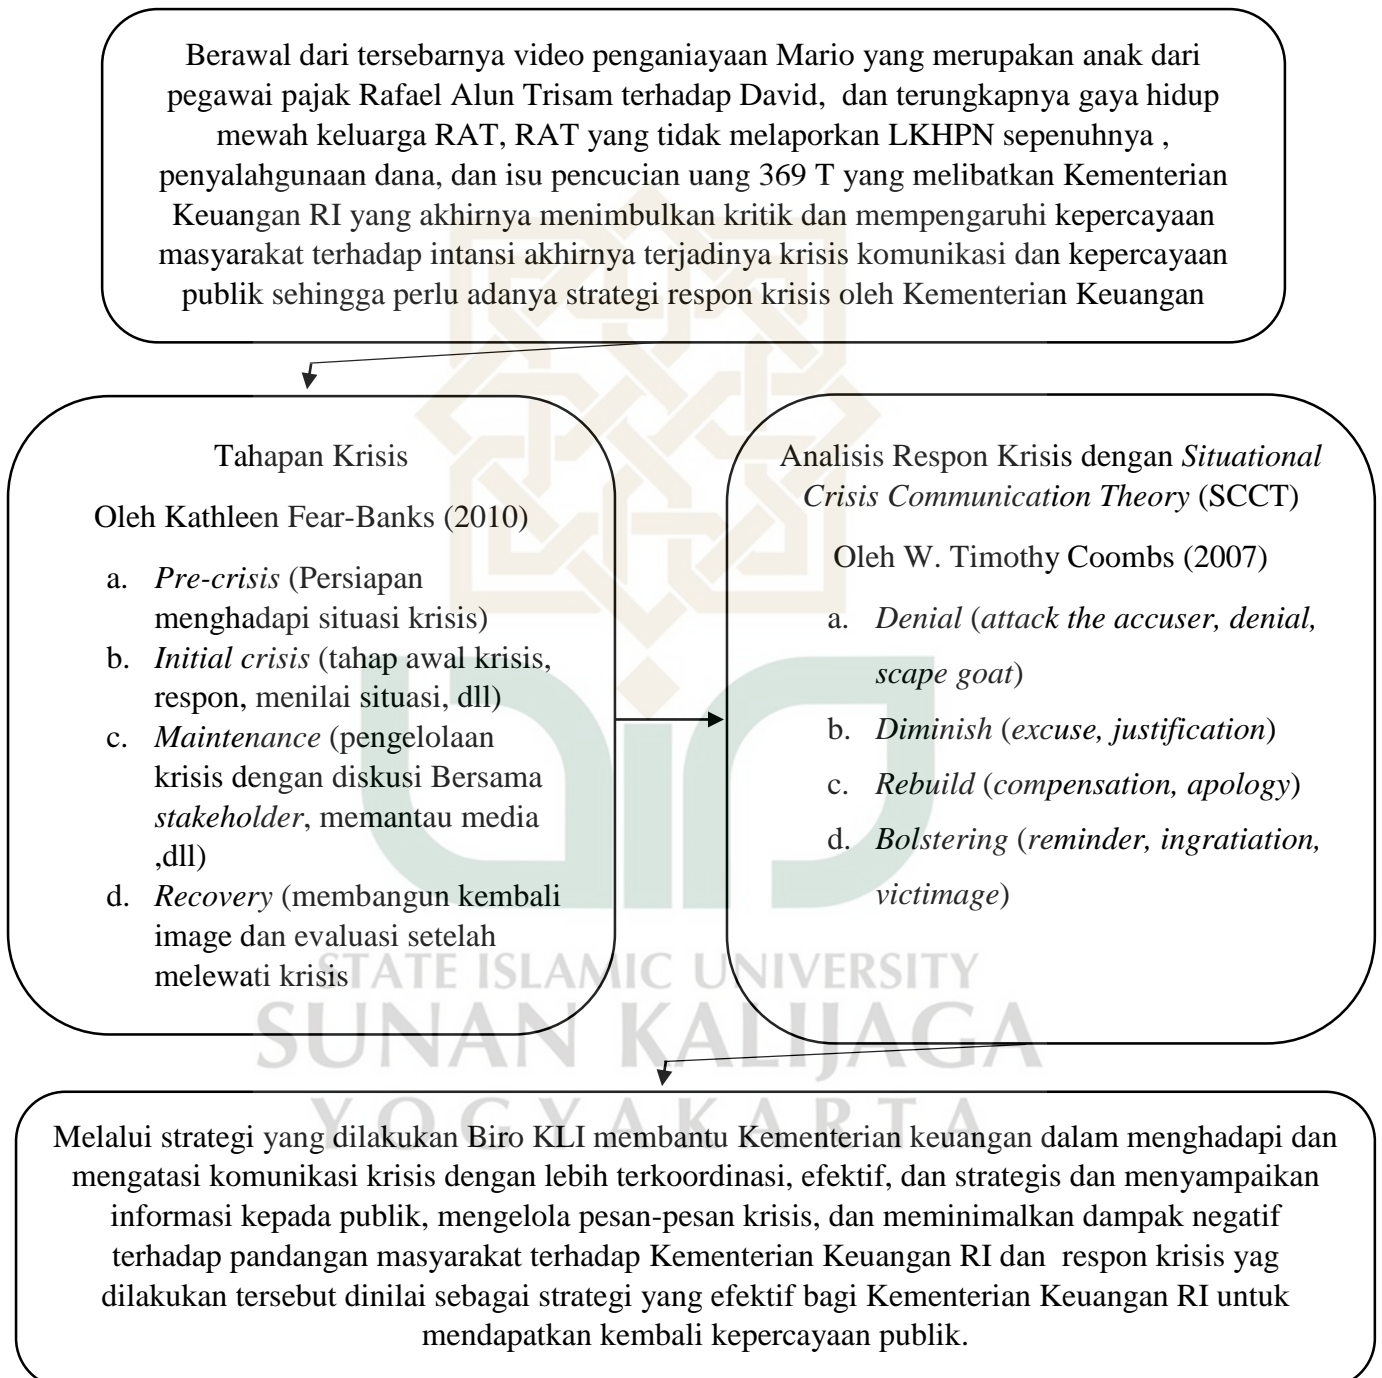 Berawal dari tersebarnya video penganiayaan Mario yang merupakan anak dari
pegawai pajak Rafael Alun Trisam terhadap David, dan terungkapnya gaya hidup
mewah keluarga RAT, RAT yang tidak melaporkan LKHPN sepenuhnya ,
penyalahgunaan dana, dan isu pencucian uang 369 T yang melibatkan Kementerian
Keuangan RI yang akhirnya menimbulkan kritik dan mempengaruhi kepercayaan
masyarakat terhadap intansi akhirnya terjadinya krisis komunikasi dan kepercayaan
publik sehingga perlu adanya strategi respon krisis oleh Kementerian Keuangan
Tahapan Krisis
Oleh Kathleen Fear-Banks (2010)
a. Pre-crisis (Persiapan
menghadapi situasi krisis)
b. Initial crisis (tahap awal krisis,
respon, menilai situasi, dll)
c. Maintenance (pengelolaan
krisis dengan diskusi Bersama
stakeholder, memantau media
,dll)
d. Recovery (membangun kembali
image dan evaluasi setelah
melewati krisis
Analisis Respon Krisis dengan Situational
Crisis Communication Theory (SCCT)
Oleh W. Timothy Coombs (2007)
a. Denial (attack the accuser, denial,
scape goat)
b. Diminish (excuse, justification)
c. Rebuild (compensation, apology)
d. Bolstering (reminder, ingratiation,
victimage)
STATE ISLAMIC UNIVERSITY
SUNAN KALIJAGA
YOGYAKARTA
Melalui strategi yang dilakukan Biro KLI membantu Kementerian keuangan dalam menghadapi dan
mengatasi komunikasi krisis dengan lebih terkoordinasi, efektif, dan strategis dan menyampaikan
informasi kepada publik, mengelola pesan-pesan krisis, dan meminimalkan dampak negatif
terhadap pandangan masyarakat terhadap Kementerian Keuangan RI dan respon krisis yag
dilakukan tersebut dinilai sebagai strategi yang efektif bagi Kementerian Keuangan RI untuk
mendapatkan kembali kepercayaan publik.